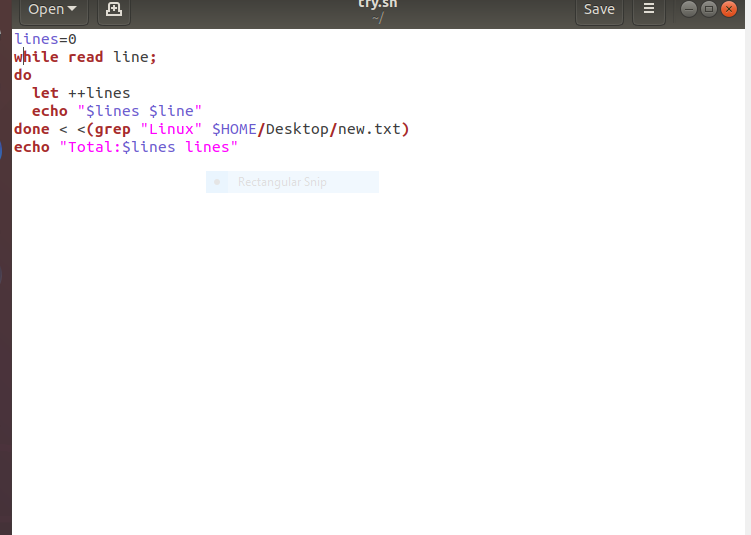 Open
try.sh
~/
Save
lines=0
while read line;
do
  let ++lines
  echo "$lines $line"
done < <(grep "Linux" $HOME/Desktop/new.txt)
echo "Total:$lines lines"
Rectangular Snip